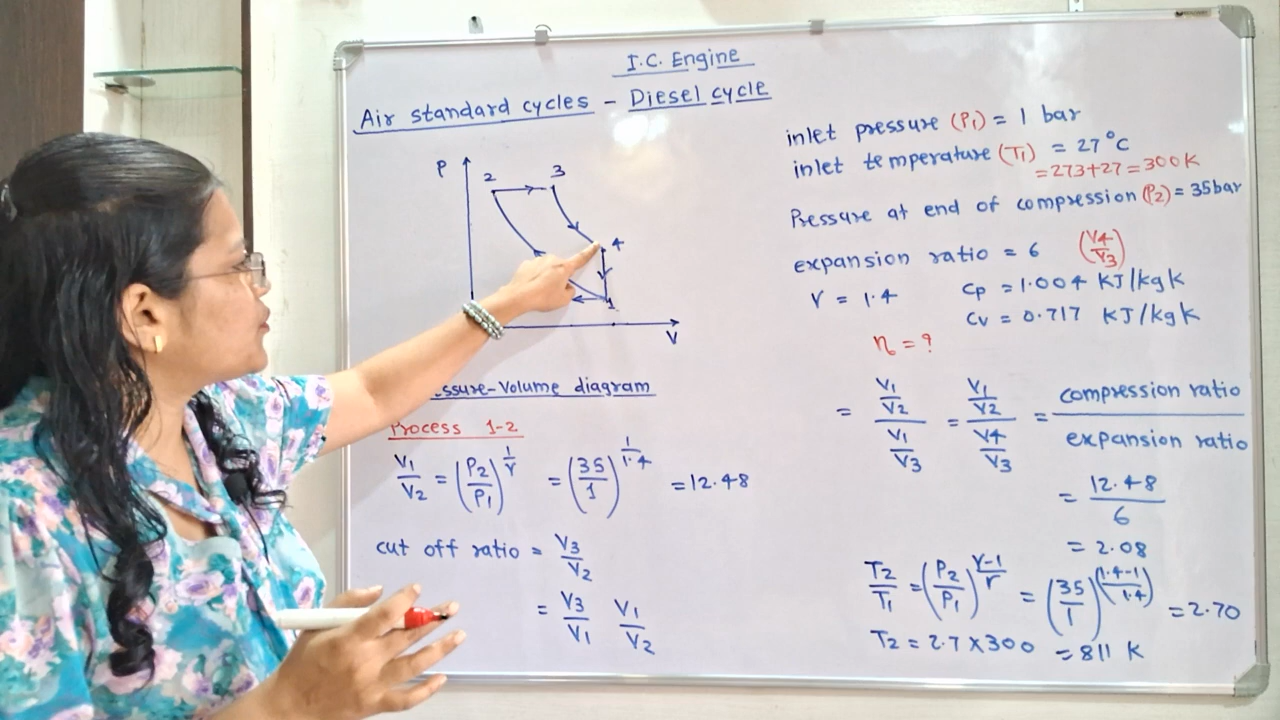 I.C. Engine
Air standard cycles - Diesel cycle
P
2
3
4
1
V
ssure-Volume diagram
Process 1-2
V1/V2 = (P2/P1)^(1/γ) = (35/1)^(1/1.4) = 12.48
cut off ratio = V3/V2
= V3/V1 V1/V2
inlet pressure (P1) = 1 bar
inlet temperature (T1) = 27°C
= 273+27 = 300K
Pressure at end of compression (P2) = 35bar
expansion ratio = 6 (V4/V3)
γ = 1.4 Cp = 1.004 KJ/kgK
Cv = 0.717 KJ/kgK
η = ?
= (V1/V2)/(V1/V3) = (V1/V2)/(V4/V3) = compression ratio/expansion ratio
= 12.48/6
= 2.08
T2/T1 = (P2/P1)^((γ-1)/γ) = (35/1)^((1.4-1)/1.4) = 2.70
T2 = 2.7×300 = 811 K